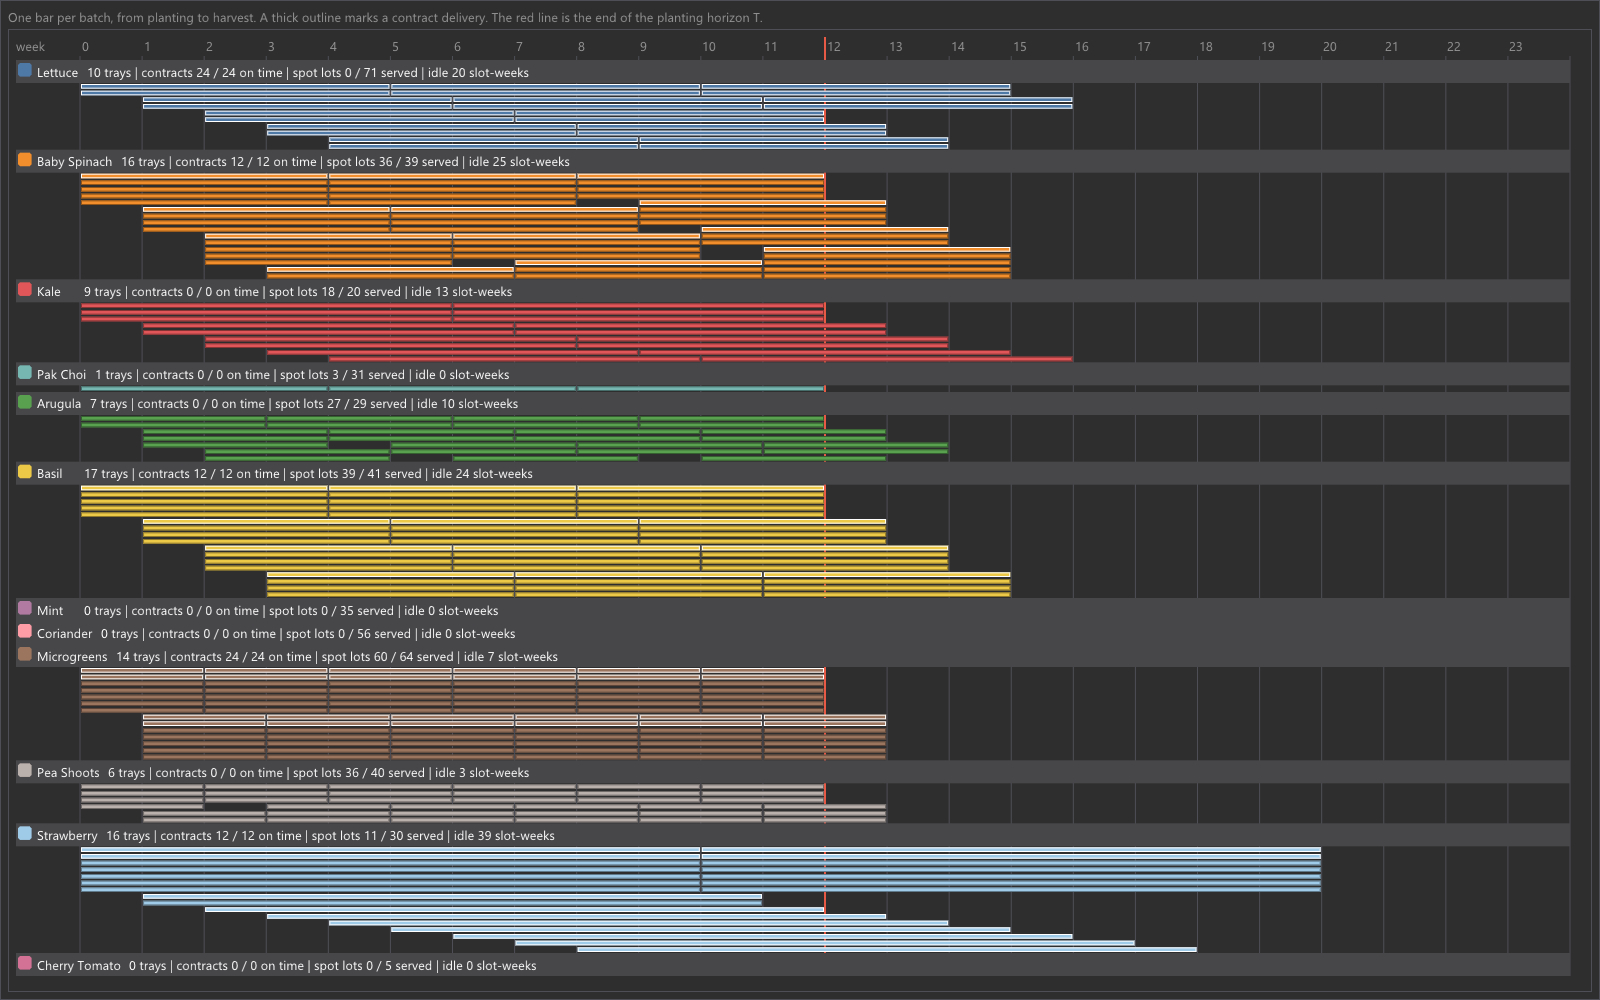 One bar per batch, from planting to harvest. A thick outline marks a contract delivery. The red line is the end of the planting horizon T.
week 0 1 2 3 4 5 6 7 8 9 10 11 12 13 14 15 16 17 18 19 20 21 22 23
Lettuce 10 trays | contracts 24 / 24 on time | spot lots 0 / 71 served | idle 20 slot-weeks
Baby Spinach 16 trays | contracts 12 / 12 on time | spot lots 36 / 39 served | idle 25 slot-weeks
Kale 9 trays | contracts 0 / 0 on time | spot lots 18 / 20 served | idle 13 slot-weeks
Pak Choi 1 trays | contracts 0 / 0 on time | spot lots 3 / 31 served | idle 0 slot-weeks
Arugula 7 trays | contracts 0 / 0 on time | spot lots 27 / 29 served | idle 10 slot-weeks
Basil 17 trays | contracts 12 / 12 on time | spot lots 39 / 41 served | idle 24 slot-weeks
Mint 0 trays | contracts 0 / 0 on time | spot lots 0 / 35 served | idle 0 slot-weeks
Coriander 0 trays | contracts 0 / 0 on time | spot lots 0 / 56 served | idle 0 slot-weeks
Microgreens 14 trays | contracts 24 / 24 on time | spot lots 60 / 64 served | idle 7 slot-weeks
Pea Shoots 6 trays | contracts 0 / 0 on time | spot lots 36 / 40 served | idle 3 slot-weeks
Strawberry 16 trays | contracts 12 / 12 on time | spot lots 11 / 30 served | idle 39 slot-weeks
Cherry Tomato 0 trays | contracts 0 / 0 on time | spot lots 0 / 5 served | idle 0 slot-weeks